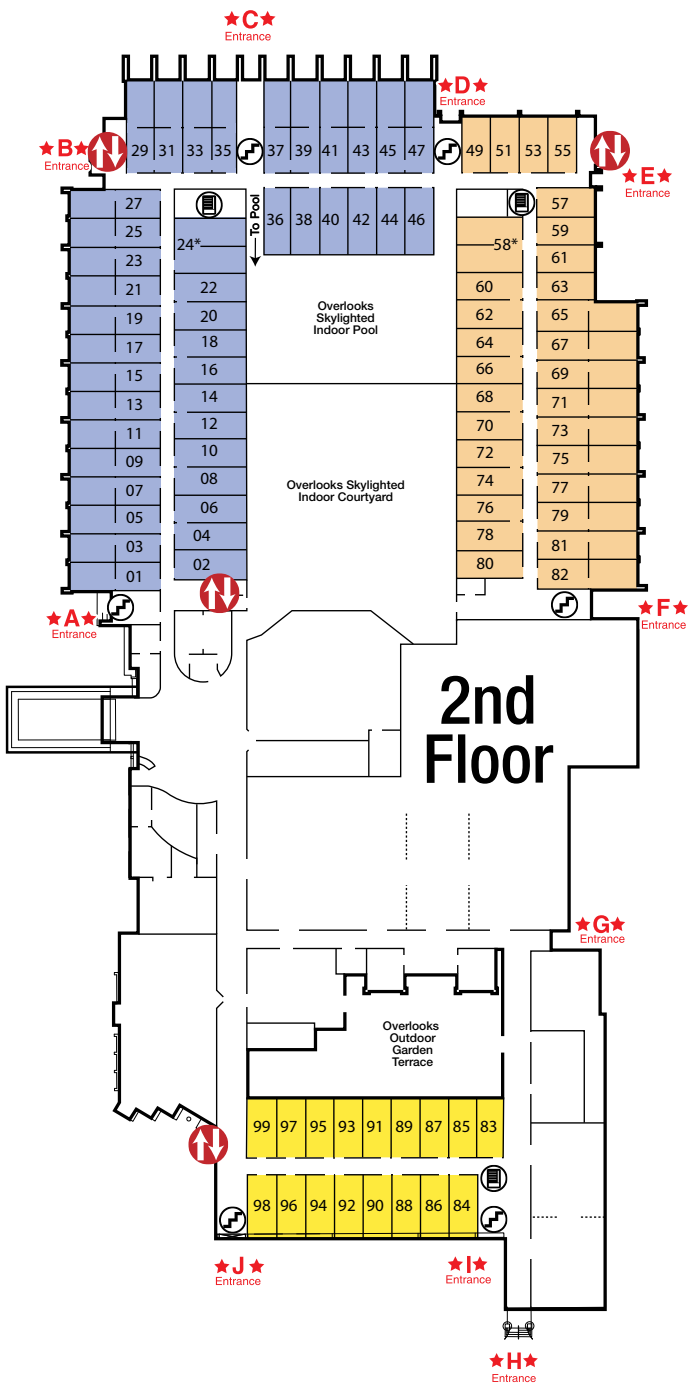 ★C★
Entrance
★D★
Entrance
★B★
Entrance
29 31 33 35 37 39 41 43 45 47 49 51 53 55
★E★
Entrance
27
25
23
21
19
17
15
13
11
09
07
05
03
01
24*
22
20
18
16
14
12
10
08
06
04
02
To Pool
36 38 40 42 44 46
Overlooks
Skylighted
Indoor Pool
Overlooks Skylighted
Indoor Courtyard
58*
60
62
64
66
68
70
72
74
76
78
80
57
59
61
63
65
67
69
71
73
75
77
79
81
82
★A★
Entrance
★F★
Entrance
2nd
Floor
★G★
Entrance
Overlooks
Outdoor
Garden
Terrace
99 97 95 93 91 89 87 85 83
98 96 94 92 90 88 86 84
★J★
Entrance
★I★
Entrance
★H★
Entrance